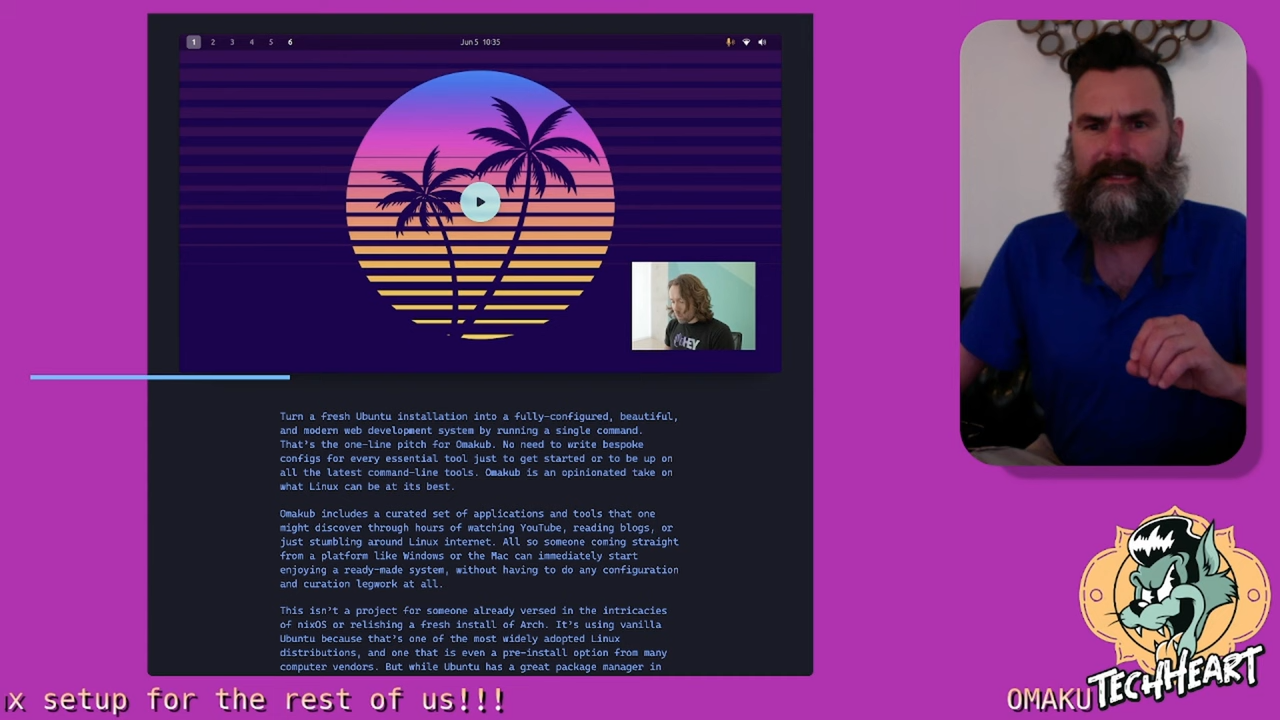 1 2 3 4 5 6
Jun 5 10:35
HEY
Turn a fresh Ubuntu installation into a fully-configured, beautiful,
and modern web development system by running a single command.
That's the one-line pitch for Omakub. No need to write bespoke
configs for every essential tool just to get started or to be up on
all the latest command-line tools. Omakub is an opinionated take on
what Linux can be at its best.
Omakub includes a curated set of applications and tools that one
might discover through hours of watching YouTube, reading blogs, or
just stumbling around Linux internet. All so someone coming straight
from a platform like Windows or the Mac can immediately start
enjoying a ready-made system, without having to do any configuration
and curation legwork at all.
This isn't a project for someone already versed in the intricacies
of nixOS or relishing a fresh install of Arch. It's using vanilla
Ubuntu because that's one of the most widely adopted Linux
distributions, and one that is even a pre-install option from many
computer vendors. But while Ubuntu has a great package manager in
x setup for the rest of us!!!
OMAKU
TECHHEART